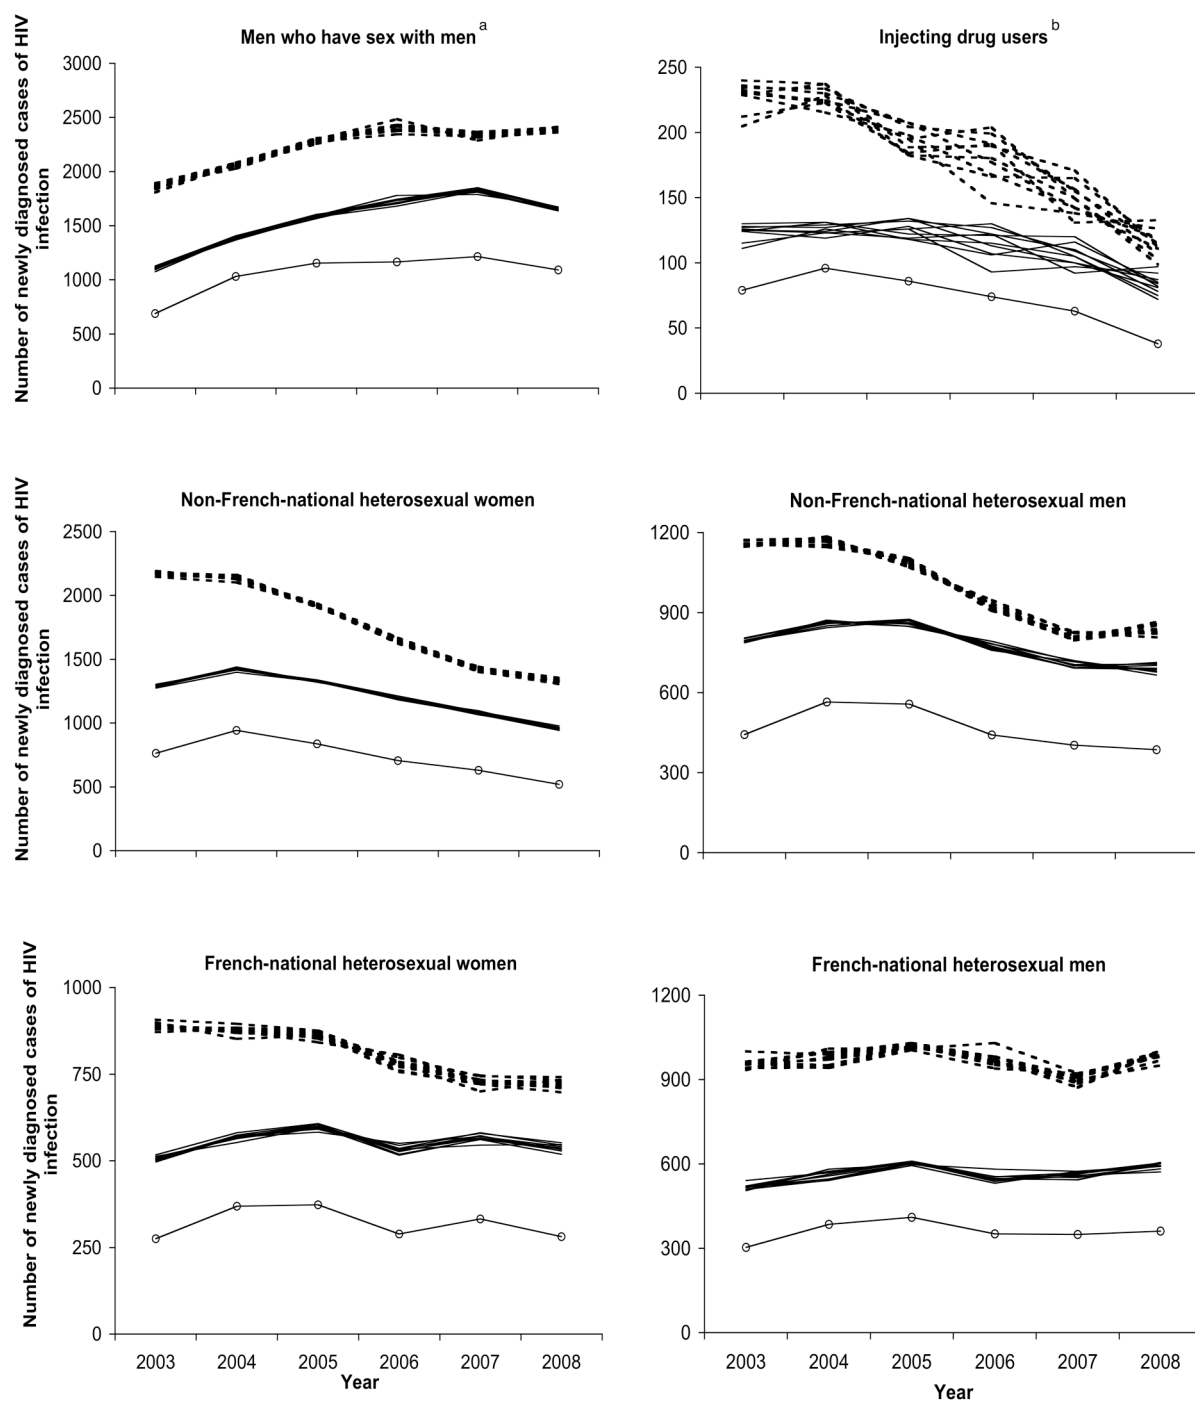 Men who have sex with men a
Injecting drug users b
Number of newly diagnosed cases of HIV
infection
3000
2500
2000
1500
1000
500
0
250
200
150
100
50
0
Non-French-national heterosexual women
Non-French-national heterosexual men
Number of newly diagnosed cases of HIV
infection
2500
2000
1500
1000
500
0
1200
900
600
300
0
French-national heterosexual women
French-national heterosexual men
Number of newly diagnosed cases of HIV
infection
1000
750
500
250
0
1200
900
600
300
0
2003 2004 2005 2006 2007 2008
Year
2003 2004 2005 2006 2007 2008
Year